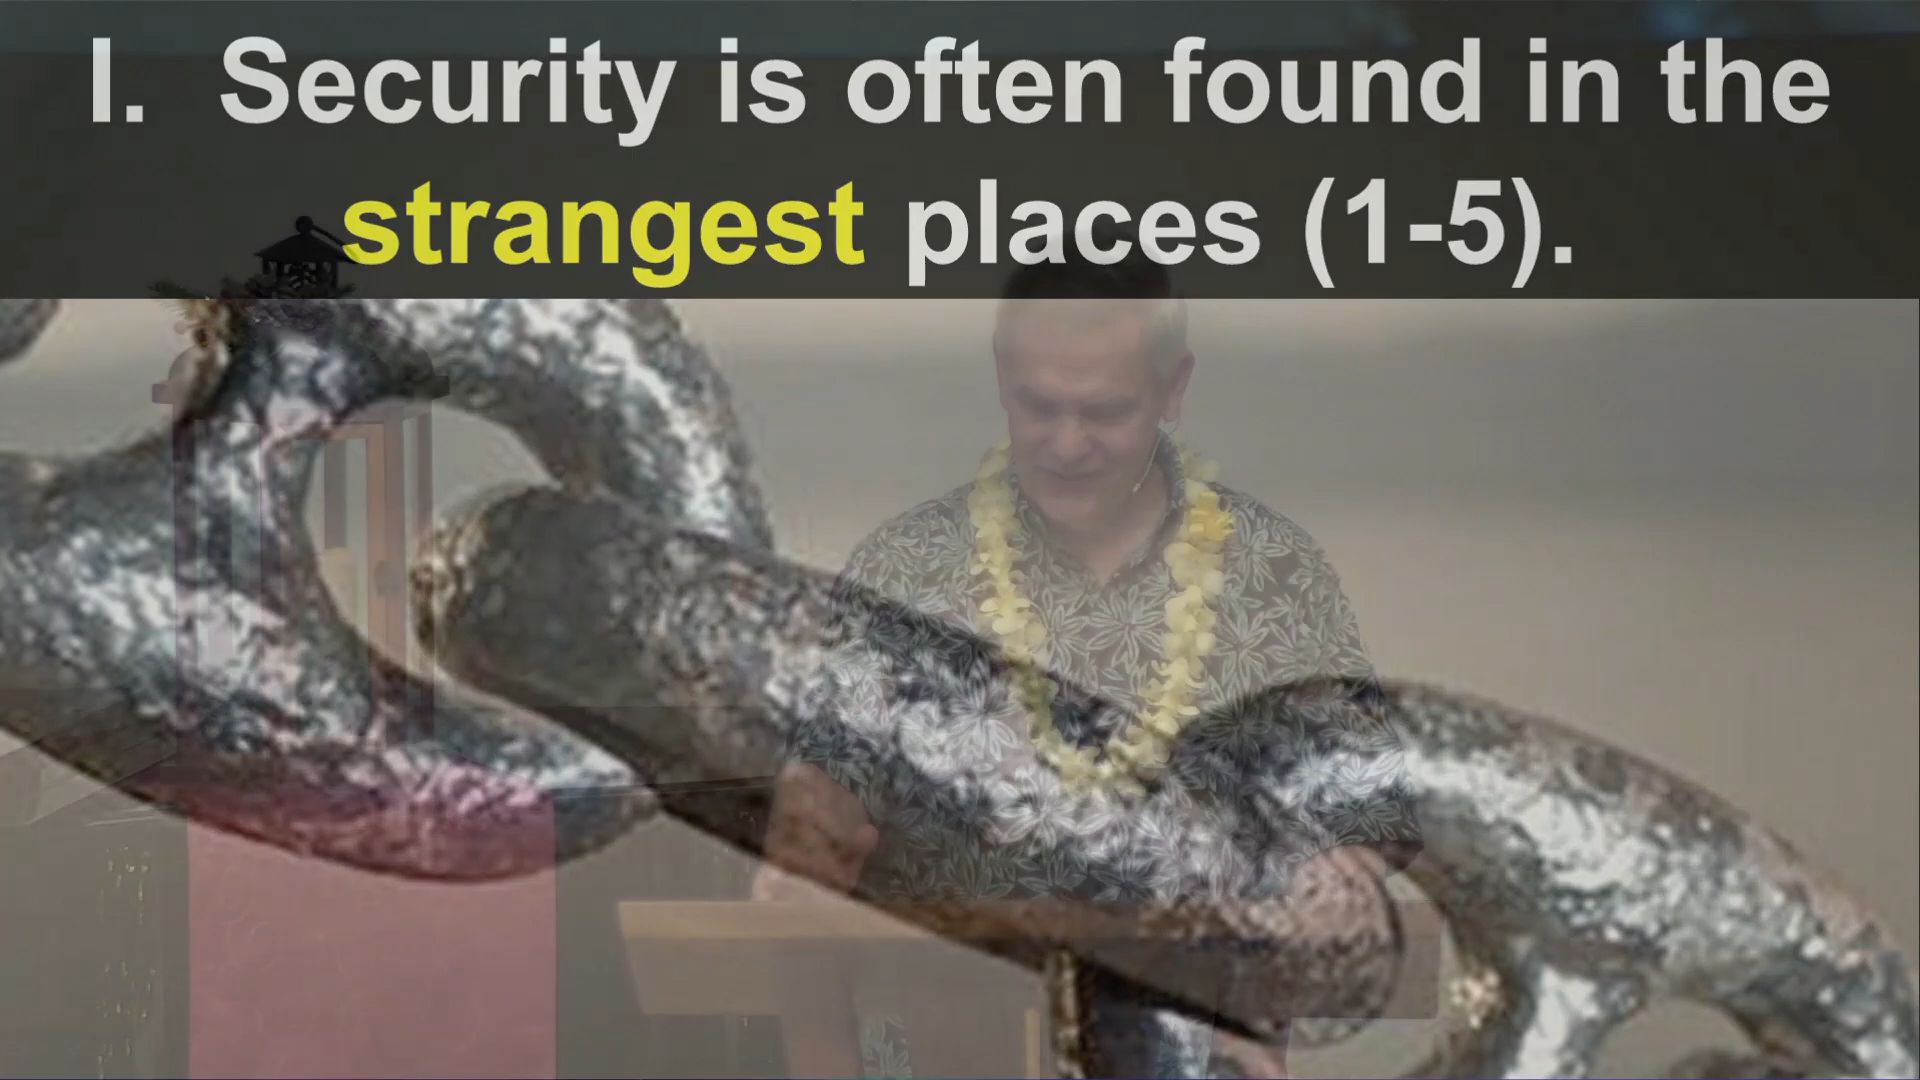 I. Security is often found in the
strangest places (1-5).